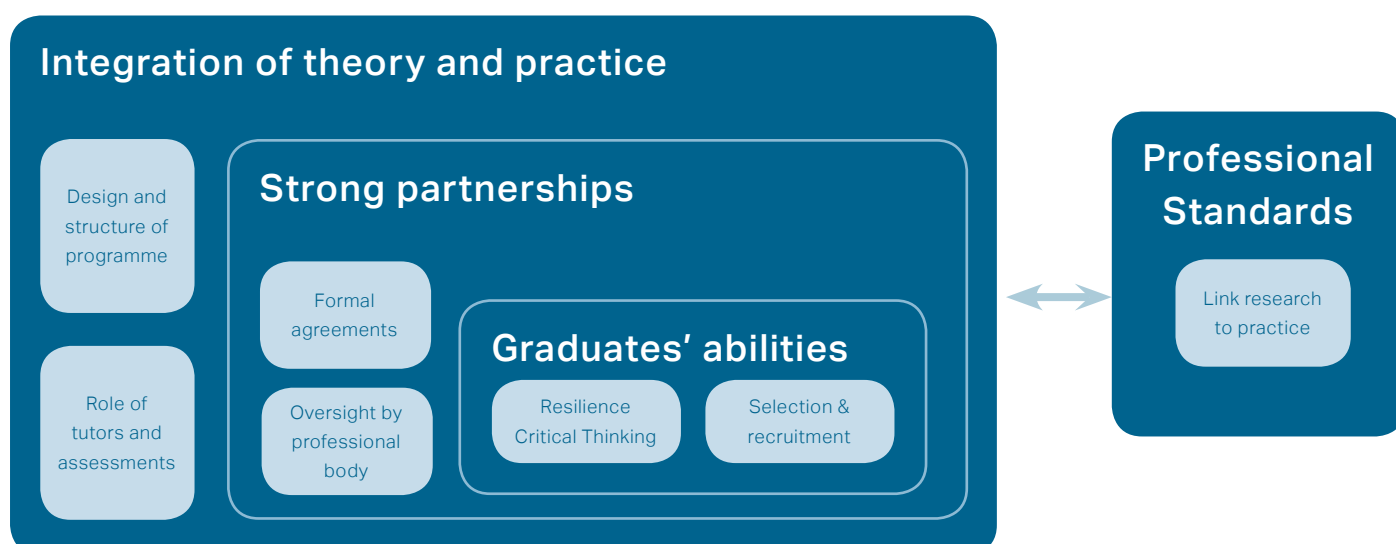 Integration of theory and practice
Design and
structure of
programme
Role of
tutors and
assessments
Strong partnerships
Formal
agreements
Oversight by
professional
body
Graduates’ abilities
Resilience
Critical Thinking
Selection &
recruitment
Professional
Standards
Link research
to practice